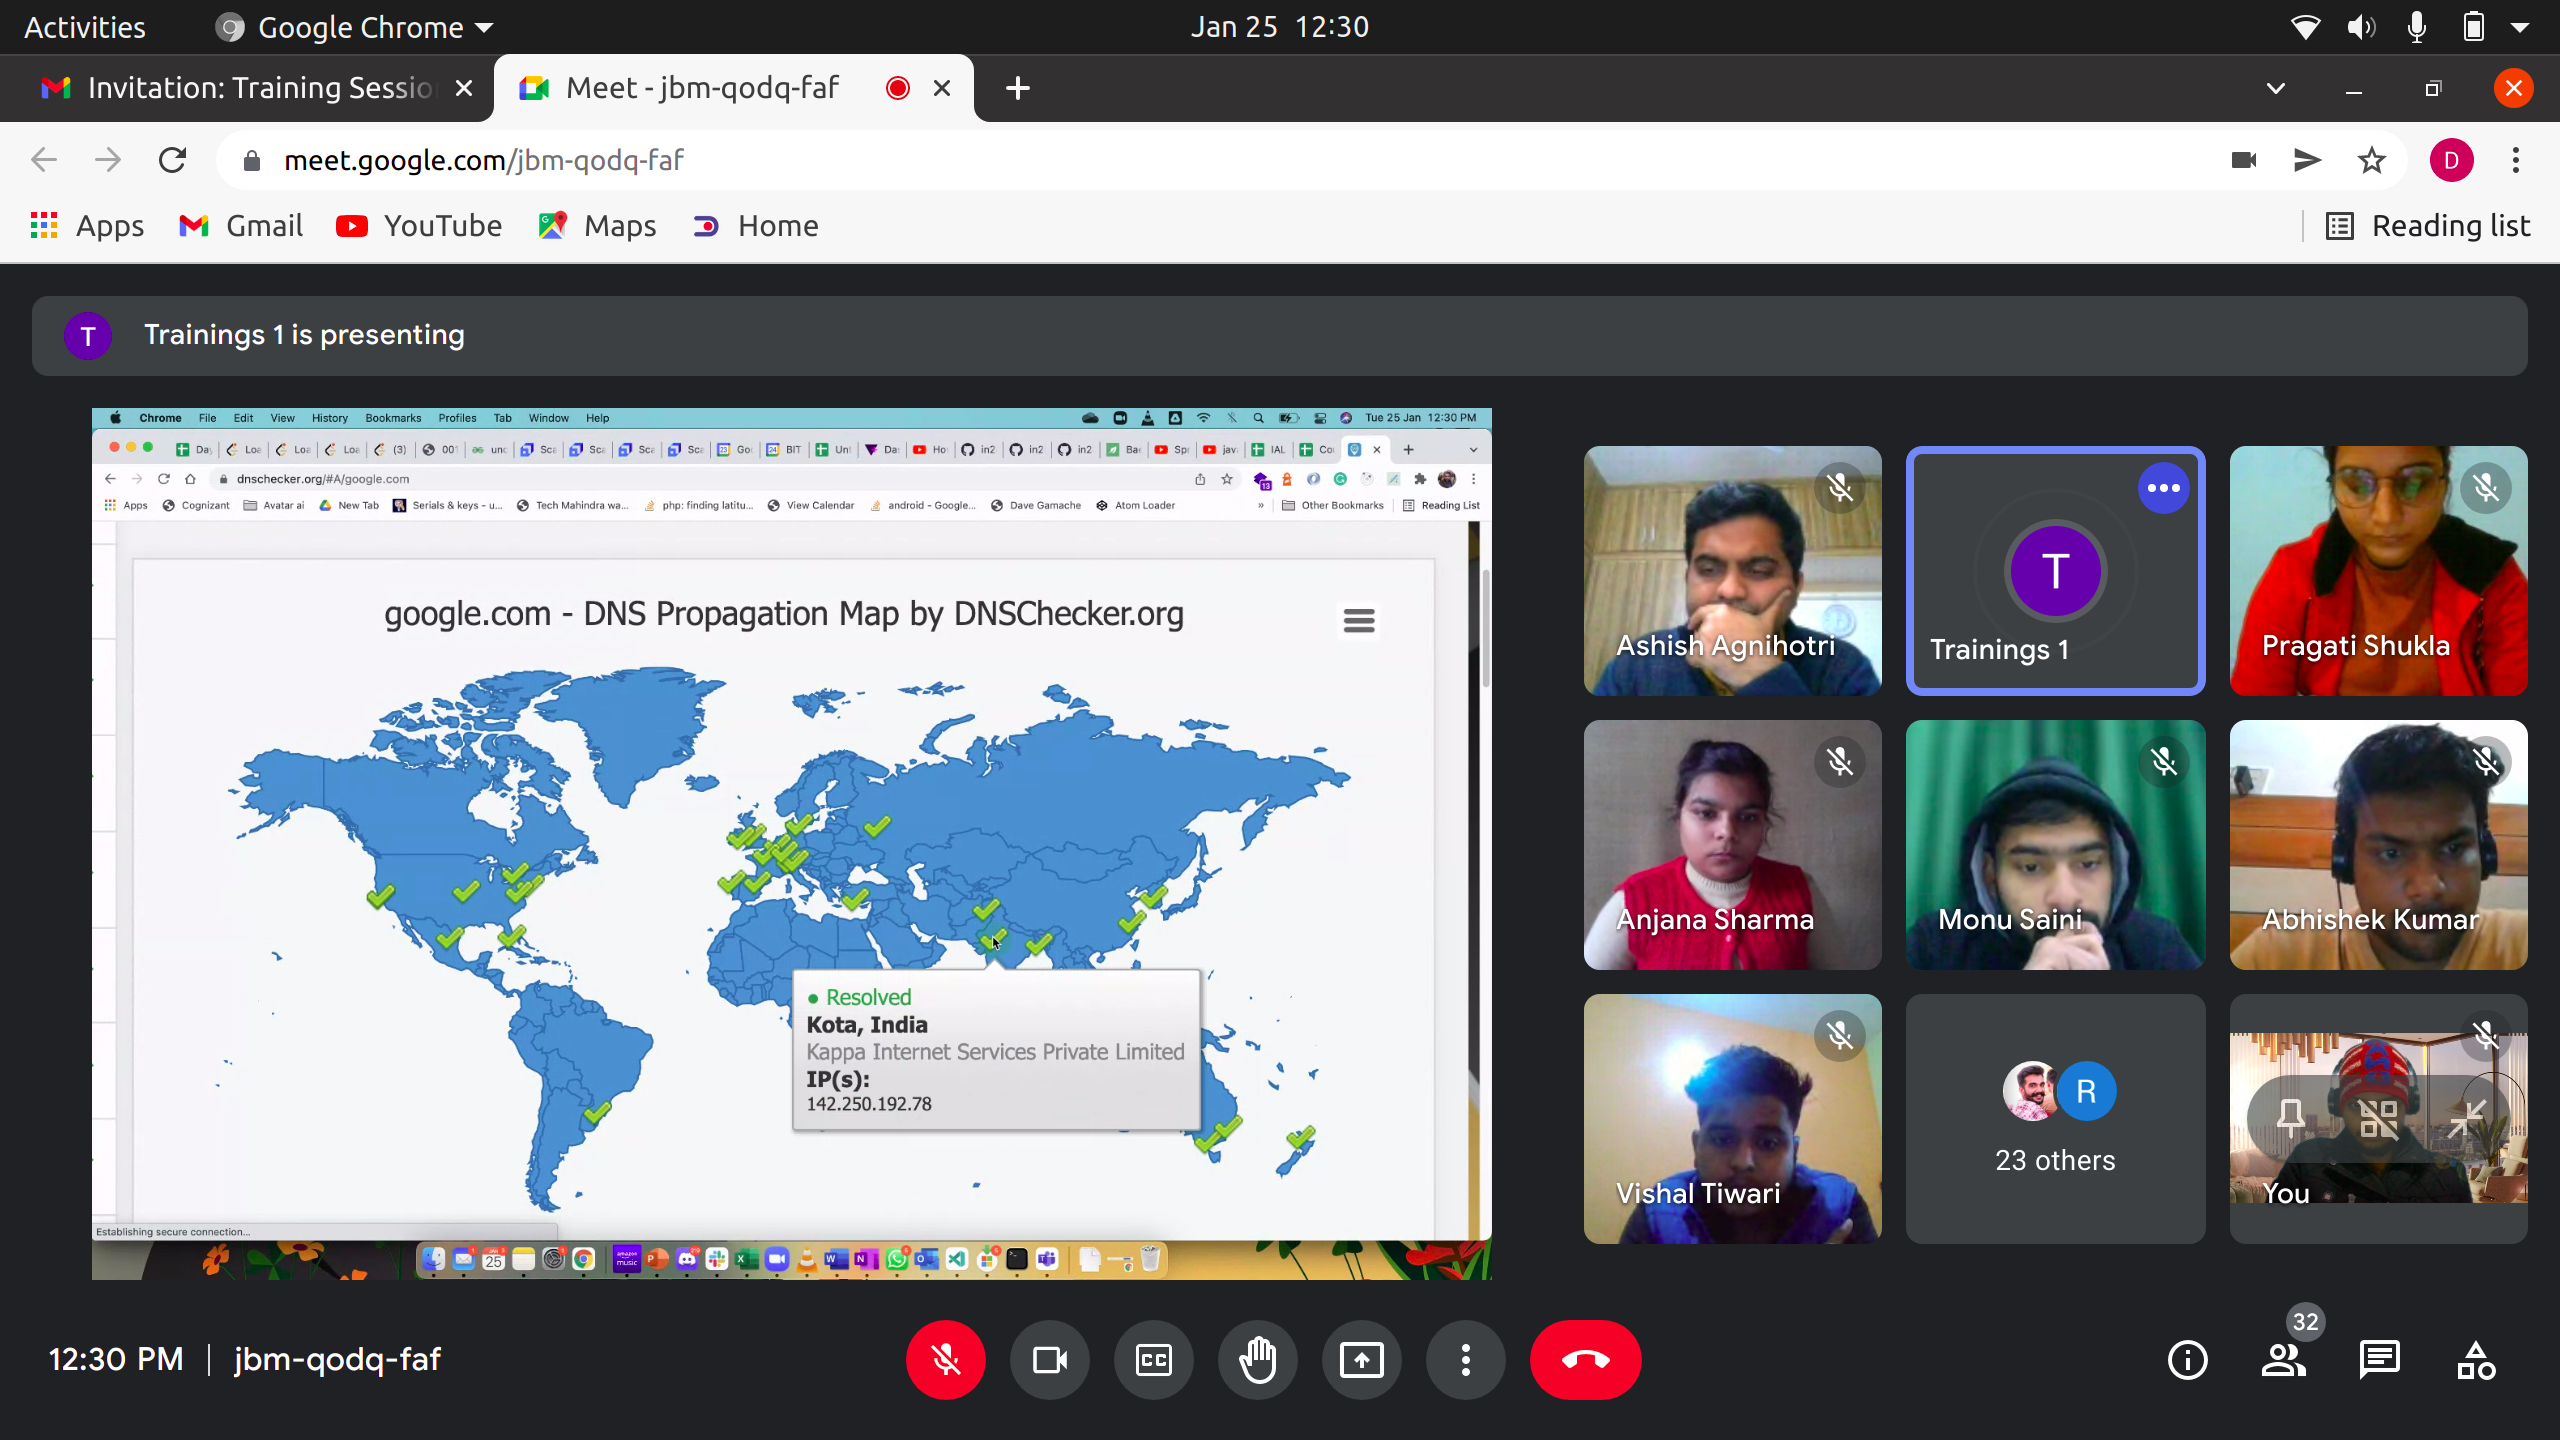 Activities
Google Chrome
Jan 25 12:30
Invitation: Training Sessio
Meet - jbm-qodq-faf
meet.google.com/jbm-qodq-faf
D
Apps
Gmail
YouTube
Maps
Home
Reading list
T
Trainings 1 is presenting
Chrome File Edit View History Bookmarks Profiles Tab Window Help
Tue 25 Jan 12:30 PM
dnschecker.org/#A/google.com
Apps
Cognizant
Avatar ai
New Tab
Serials & keys - u...
Tech Mahindra wa...
php: finding latitu...
View Calendar
android - Google...
Dave Gamache
Atom Loader
»
Other Bookmarks
Reading List
google.com - DNS Propagation Map by DNSChecker.org
Resolved
Kota, India
Kappa Internet Services Private Limited
IP(s):
142.250.192.78
Establishing secure connection...
Ashish Agnihotri
T
Trainings 1
Pragati Shukla
Anjana Sharma
Monu Saini
Abhishek Kumar
Vishal Tiwari
R
23 others
You
12:30 PM
jbm-qodq-faf
32